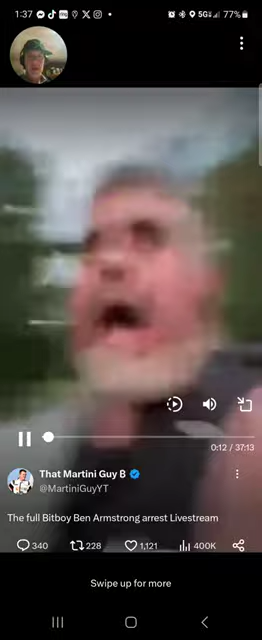 1:37
5G 77%
0:12 / 37:13
That Martini Guy B
@MartiniGuyYT
The full Bitboy Ben Armstrong arrest Livestream
340 228 1,121 400K
Swipe up for more